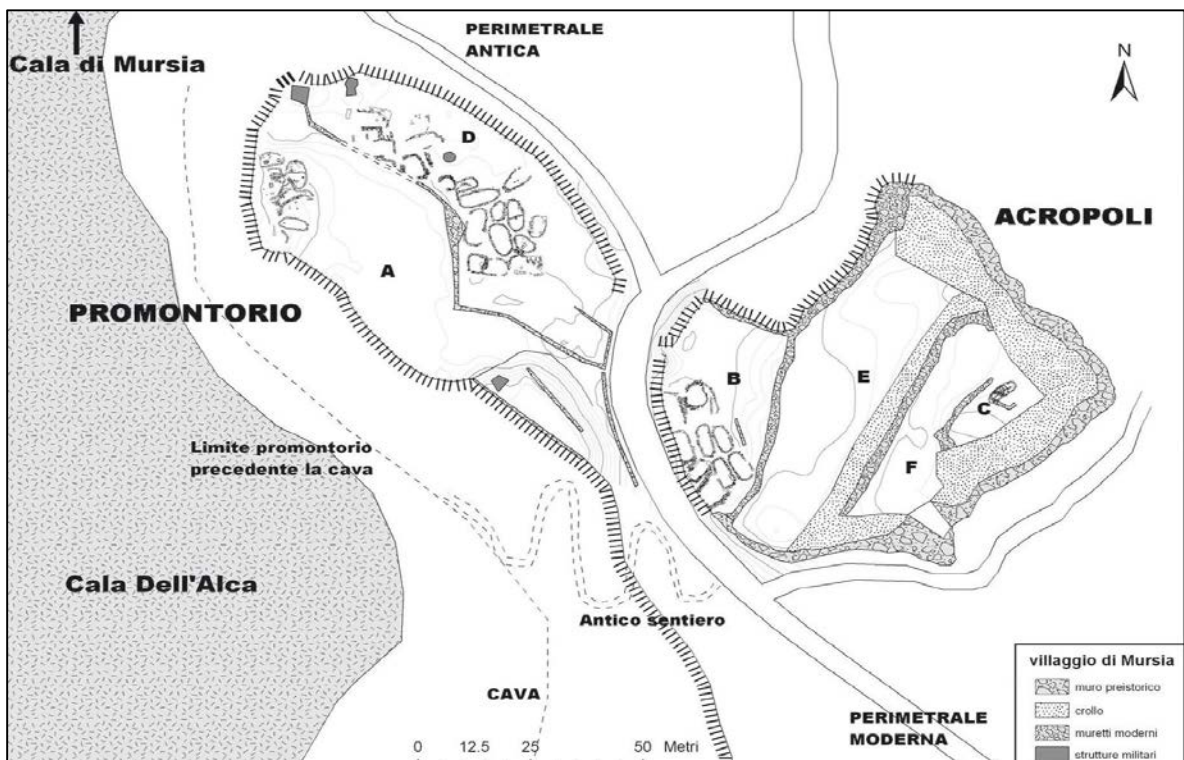 PERIMETRALE
ANTICA
Cala di Mursia
N
D
ACROPOLI
A
PROMONTORIO
B
E
C
F
Limite promontorio
precedente la cava
Cala Dell'Alca
Antico sentiero
CAVA
PERIMETRALE
MODERNA
0 12.5 25 50 Metri
villaggio di Mursia
muro preistorico
crollo
muretti moderni
strutture militari